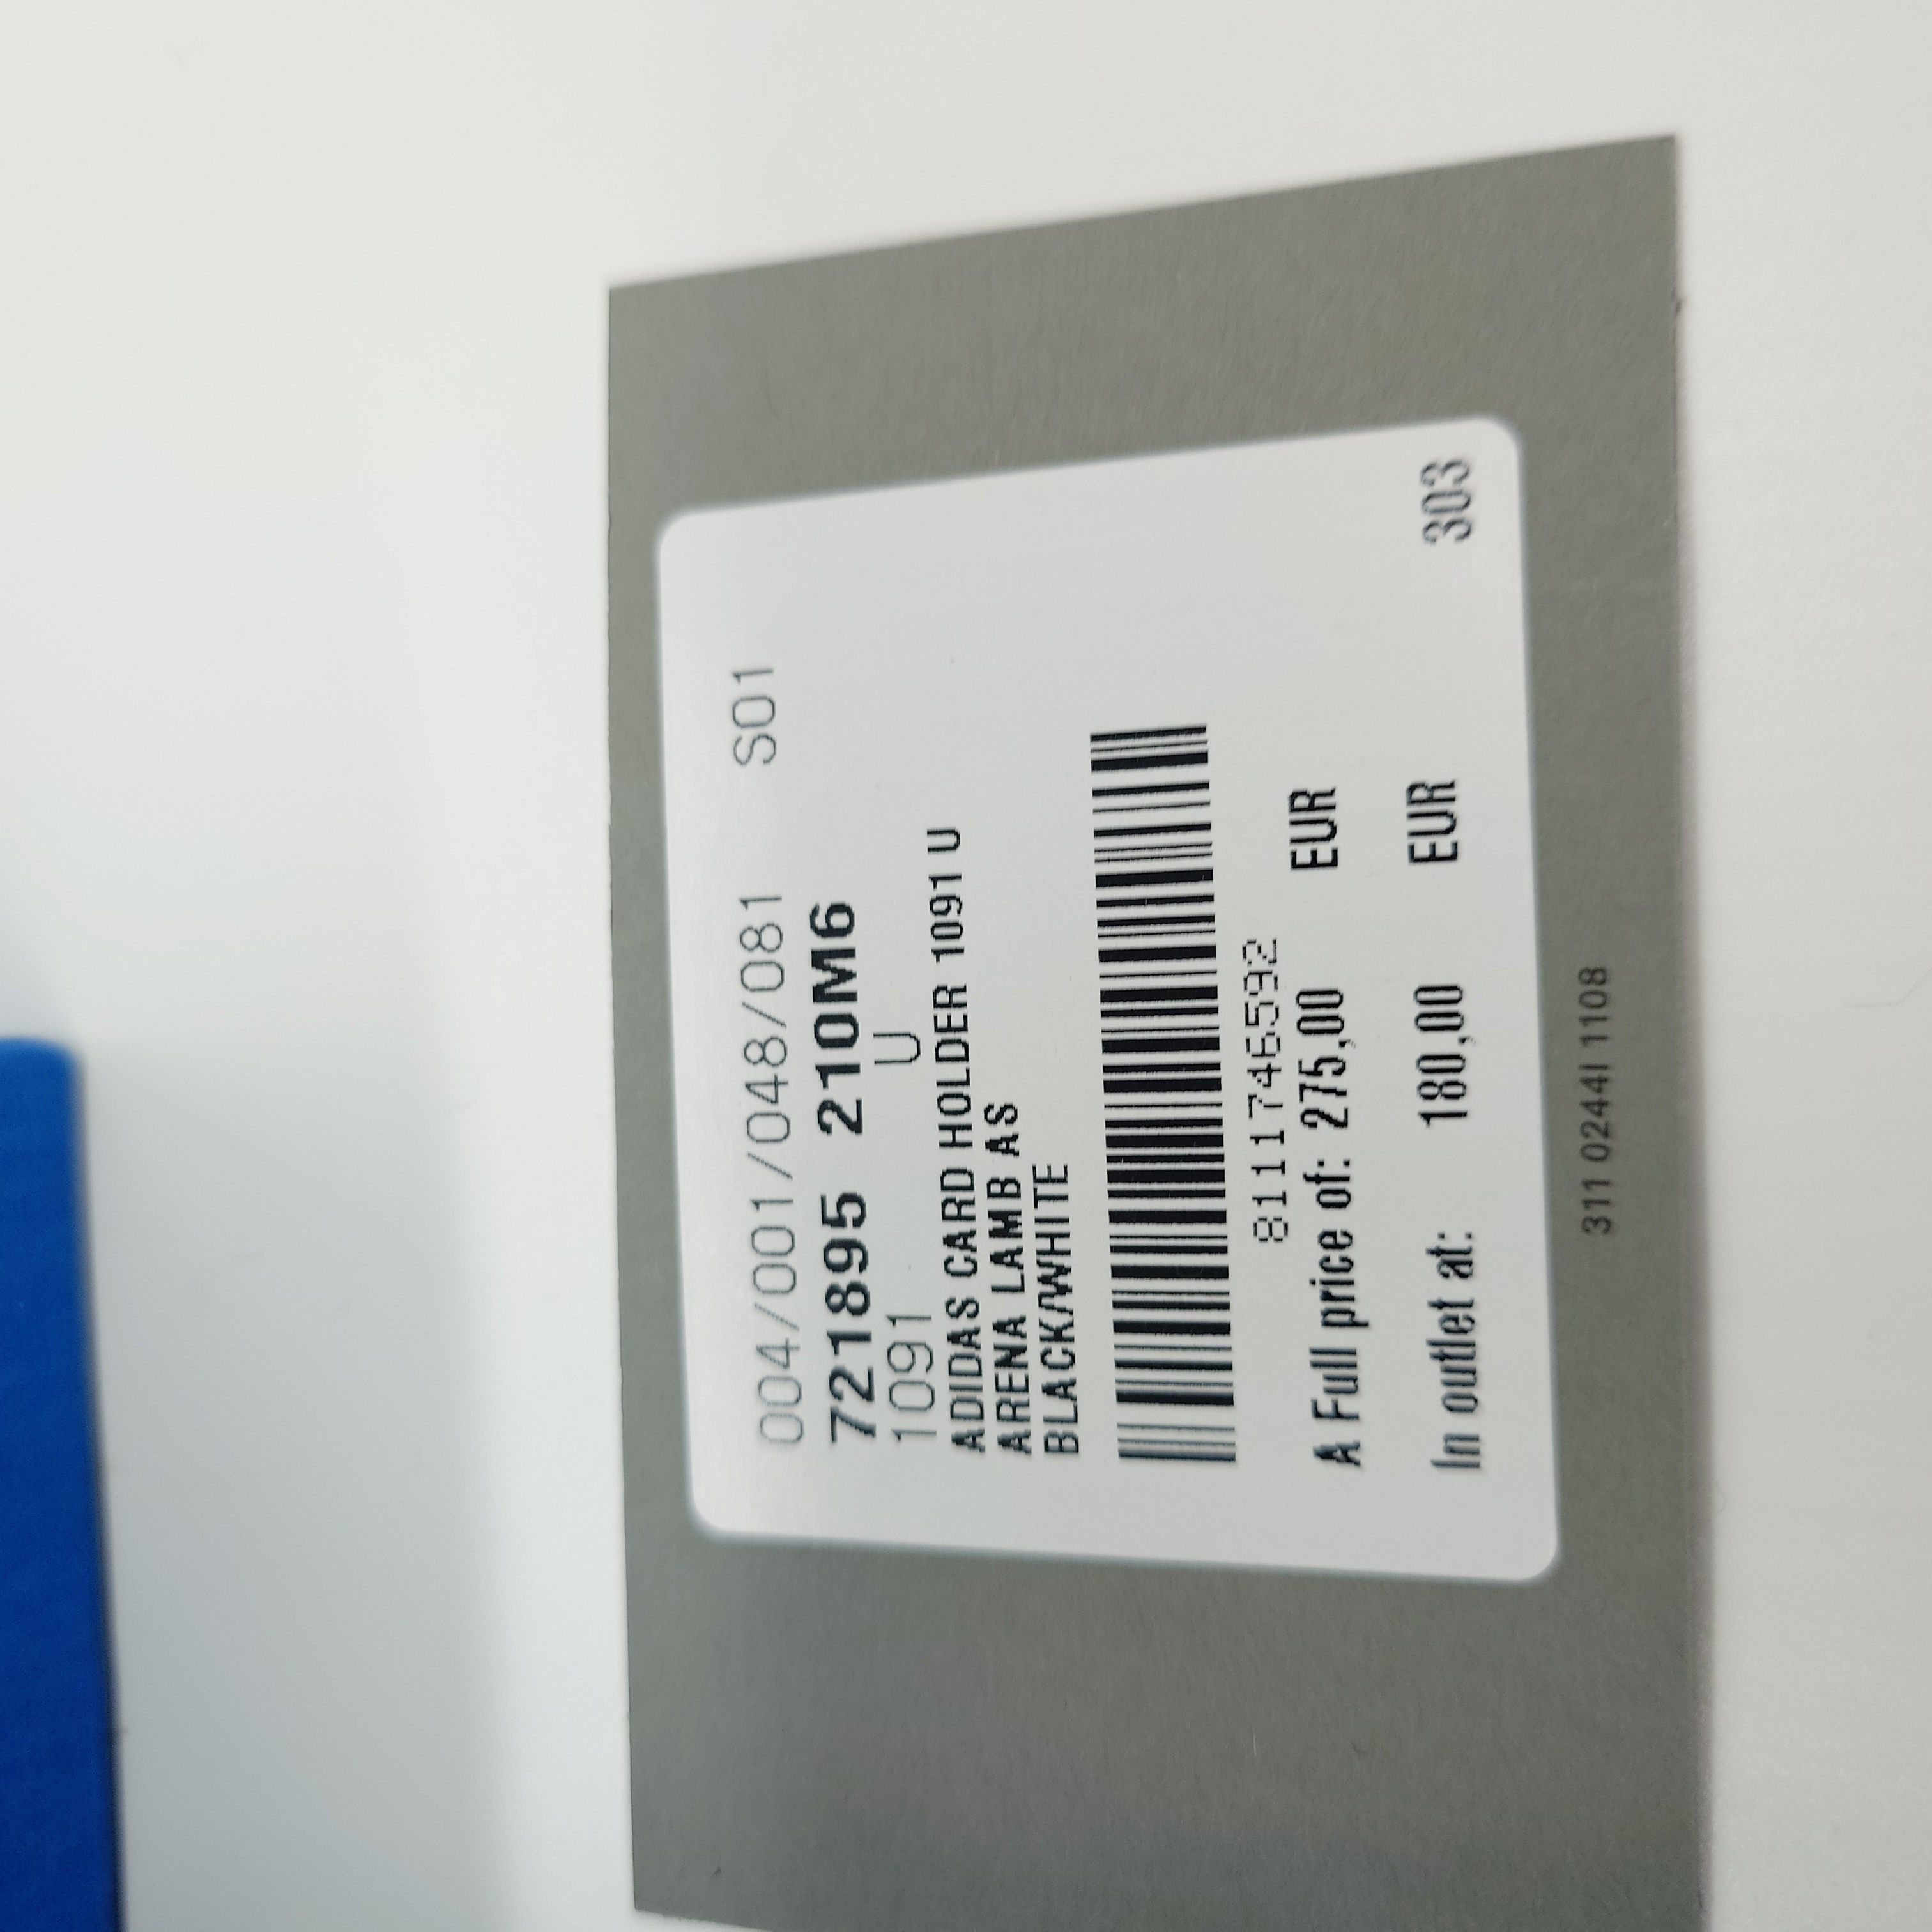 004/001/048/081 S01
721895 210M6
1091 U
ADIDAS CARD HOLDER 1091 U
ARENA LAMB AS
BLACK/WHITE
8111746592
A Full price of: 275,00 EUR
In outlet at: 180,00 EUR 303
311 0244I 1108